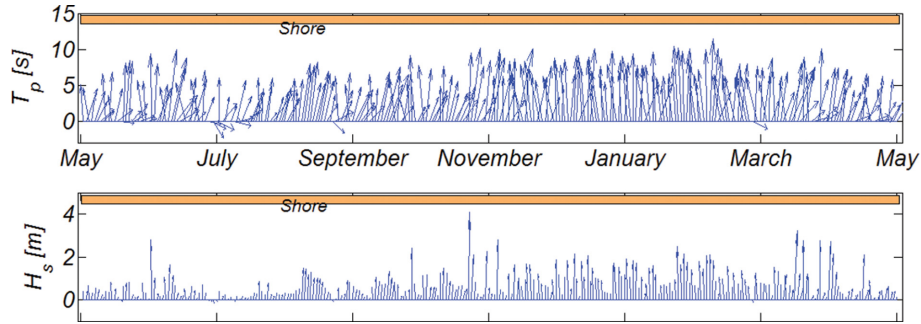 15
Shore
10
5
0
T_p [s]
May July September November January March May
Shore
4
2
0
H_s [m]